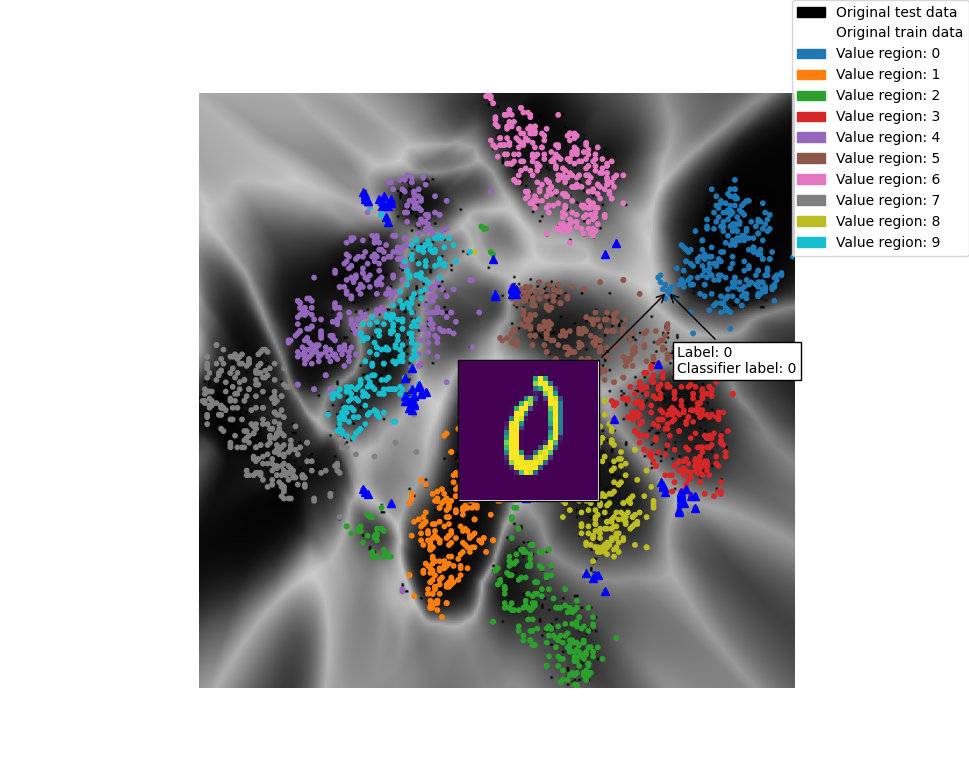 Original test data
Original train data
Value region: 0
Value region: 1
Value region: 2
Value region: 3
Value region: 4
Value region: 5
Value region: 6
Value region: 7
Value region: 8
Value region: 9
Label: 0
Classifier label: 0